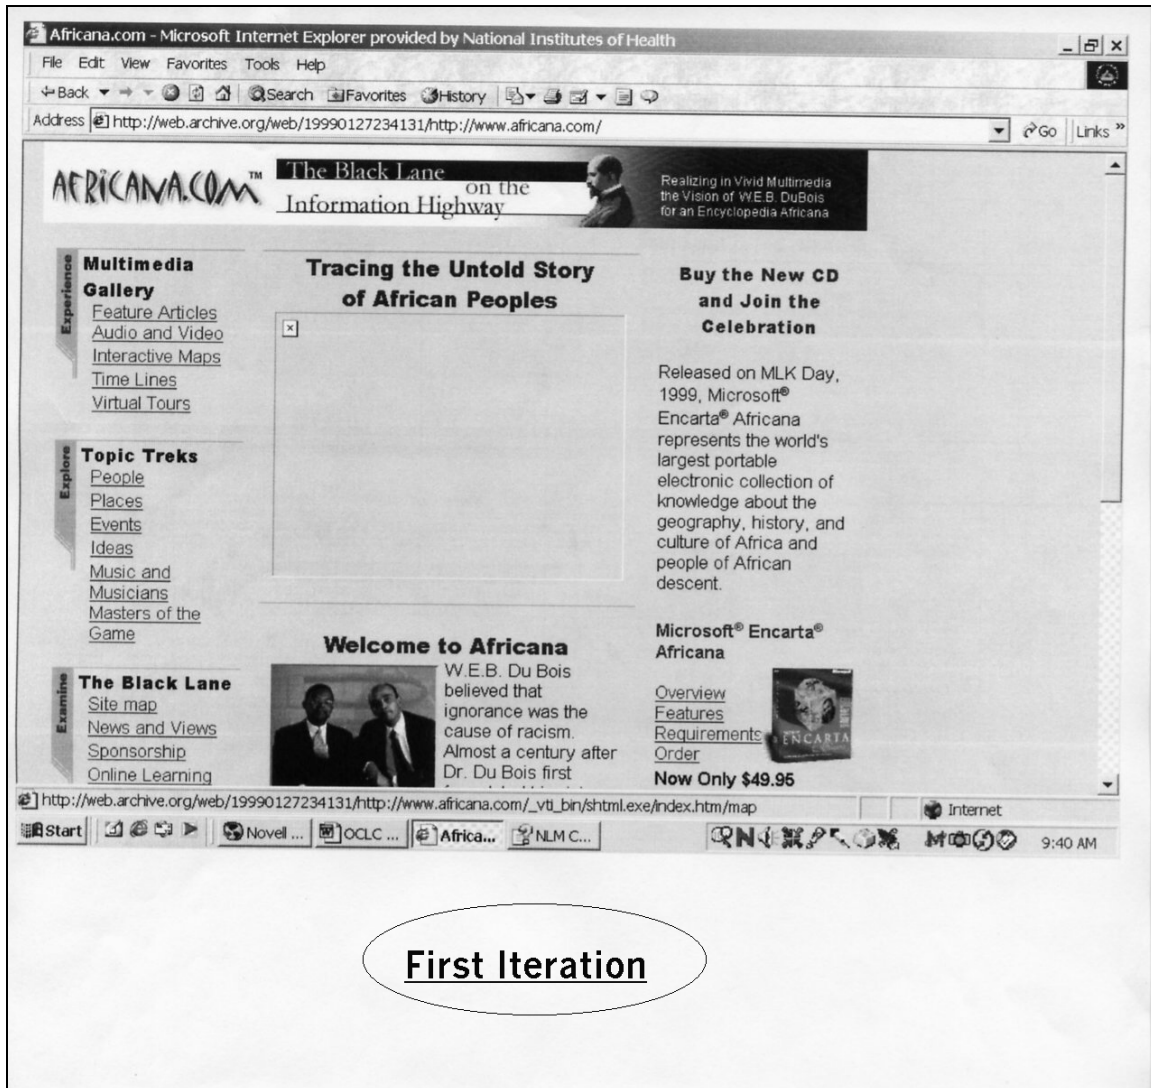 Africana.com - Microsoft Internet Explorer provided by National Institutes of Health
File Edit View Favorites Tools Help
Back Search Favorites History
Address http://web.archive.org/web/19990127234131/http://www.africana.com/ Go Links »
AFRICANA.COM™
The Black Lane
on the
Information Highway
Realizing in Vivid Multimedia
the Vision of W.E.B. DuBois
for an Encyclopedia Africana
Experience
Multimedia
Gallery
Feature Articles
Audio and Video
Interactive Maps
Time Lines
Virtual Tours
Explore
Topic Treks
People
Places
Events
Ideas
Music and
Musicians
Masters of the
Game
Examine
The Black Lane
Site map
News and Views
Sponsorship
Online Learning
Tracing the Untold Story
of African Peoples
Welcome to Africana
W.E.B. Du Bois
believed that
ignorance was the
cause of racism.
Almost a century after
Dr. Du Bois first
Buy the New CD
and Join the
Celebration
Released on MLK Day,
1999, Microsoft®
Encarta® Africana
represents the world's
largest portable
electronic collection of
knowledge about the
geography, history, and
culture of Africa and
people of African
descent.
Microsoft® Encarta®
Africana
Overview
Features
Requirements
Order
ENCARTA
Now Only $49.95
http://web.archive.org/web/19990127234131/http://www.africana.com/_vti_bin/shtml.exe/index.htm/map Internet
Start Novell ... OCLC ... Africa... NLM C... 9:40 AM
First Iteration